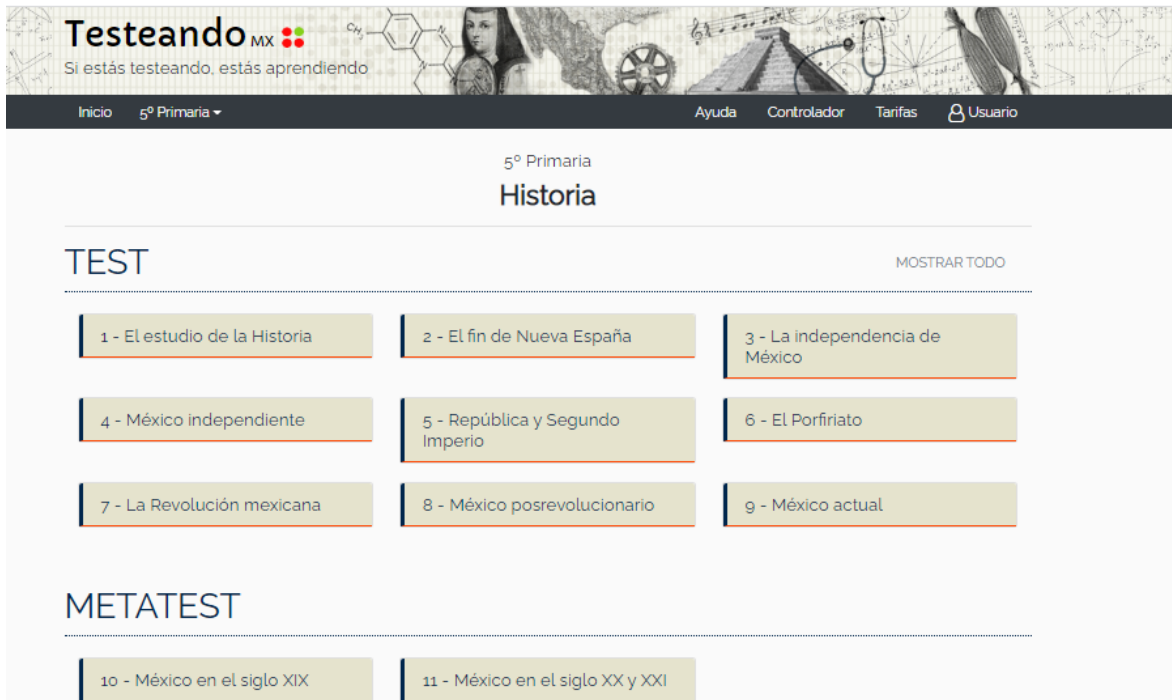 Testeando MX
Si estás testeando, estás aprendiendo
CH₃
Inicio 5º Primaria Ayuda Controlador Tarifas Usuario
5º Primaria
Historia
TEST MOSTRAR TODO
1 - El estudio de la Historia
2 - El fin de Nueva España
3 - La independencia de
México
4 - México independiente
5 - República y Segundo
Imperio
6 - El Porfiriato
7 - La Revolución mexicana
8 - México posrevolucionario
9 - México actual
METATEST
10 - México en el siglo XIX
11 - México en el siglo XX y XXI